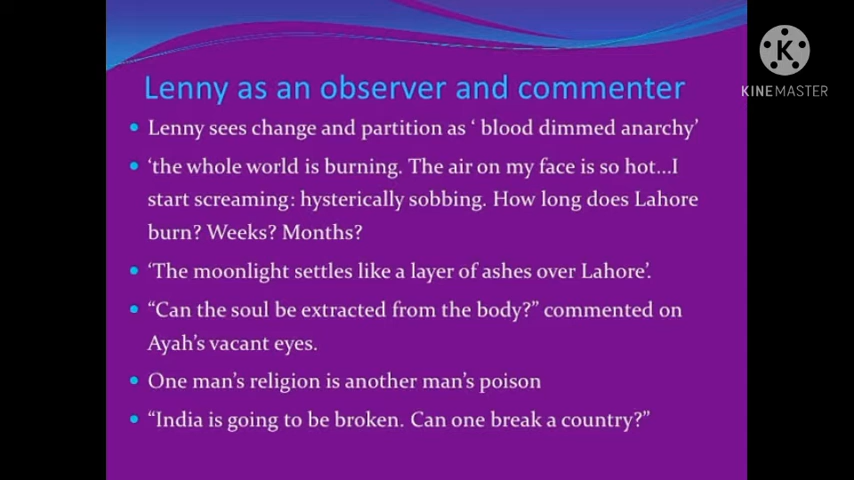 Lenny as an observer and commenter
K
KINEMASTER
• Lenny sees change and partition as ‘ blood dimmed anarchy’
• ‘the whole world is burning. The air on my face is so hot...I
start screaming: hysterically sobbing. How long does Lahore
burn? Weeks? Months?
• ‘The moonlight settles like a layer of ashes over Lahore’.
• “Can the soul be extracted from the body?” commented on
Ayah’s vacant eyes.
• One man’s religion is another man’s poison
• “India is going to be broken. Can one break a country?”